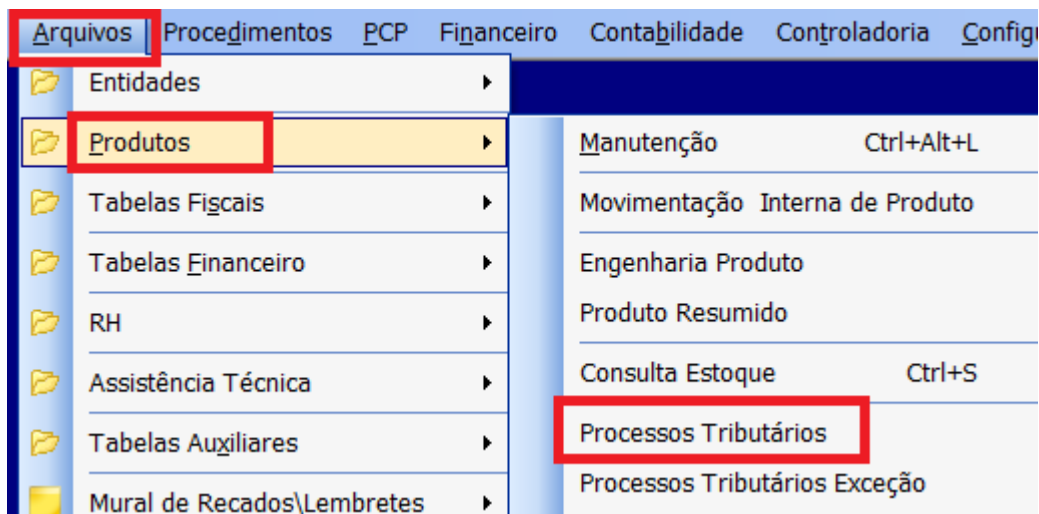 Arquivos Procedimentos PCP Financeiro Contabilidade Controladoria Config
Entidades
Produtos
Tabelas Fiscais
Tabelas Financeiro
RH
Assistência Técnica
Tabelas Auxiliares
Mural de Recados\Lembretes
Manutenção Ctrl+Alt+L
Movimentação Interna de Produto
Engenharia Produto
Produto Resumido
Consulta Estoque Ctrl+S
Processos Tributários
Processos Tributários Exceção